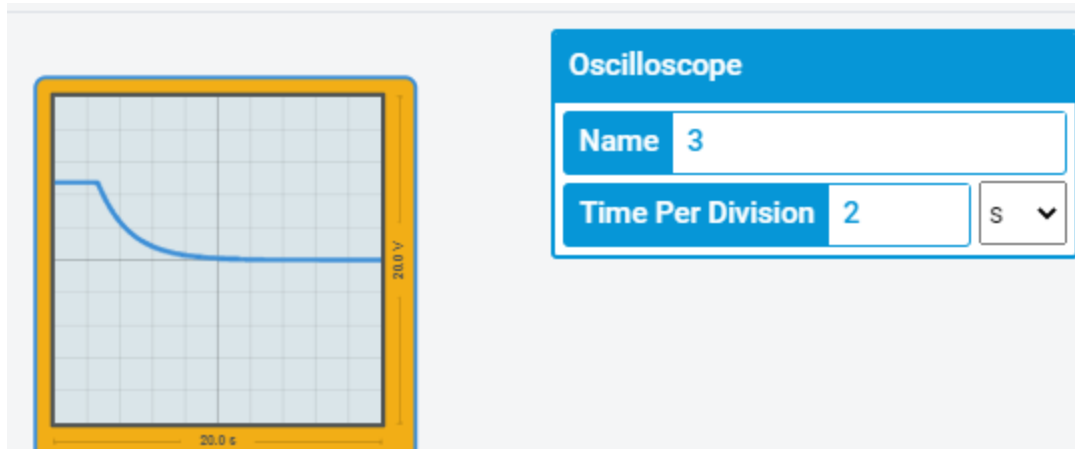 Oscilloscope
Name 3
Time Per Division 2 s
20.0 V
20.0 s